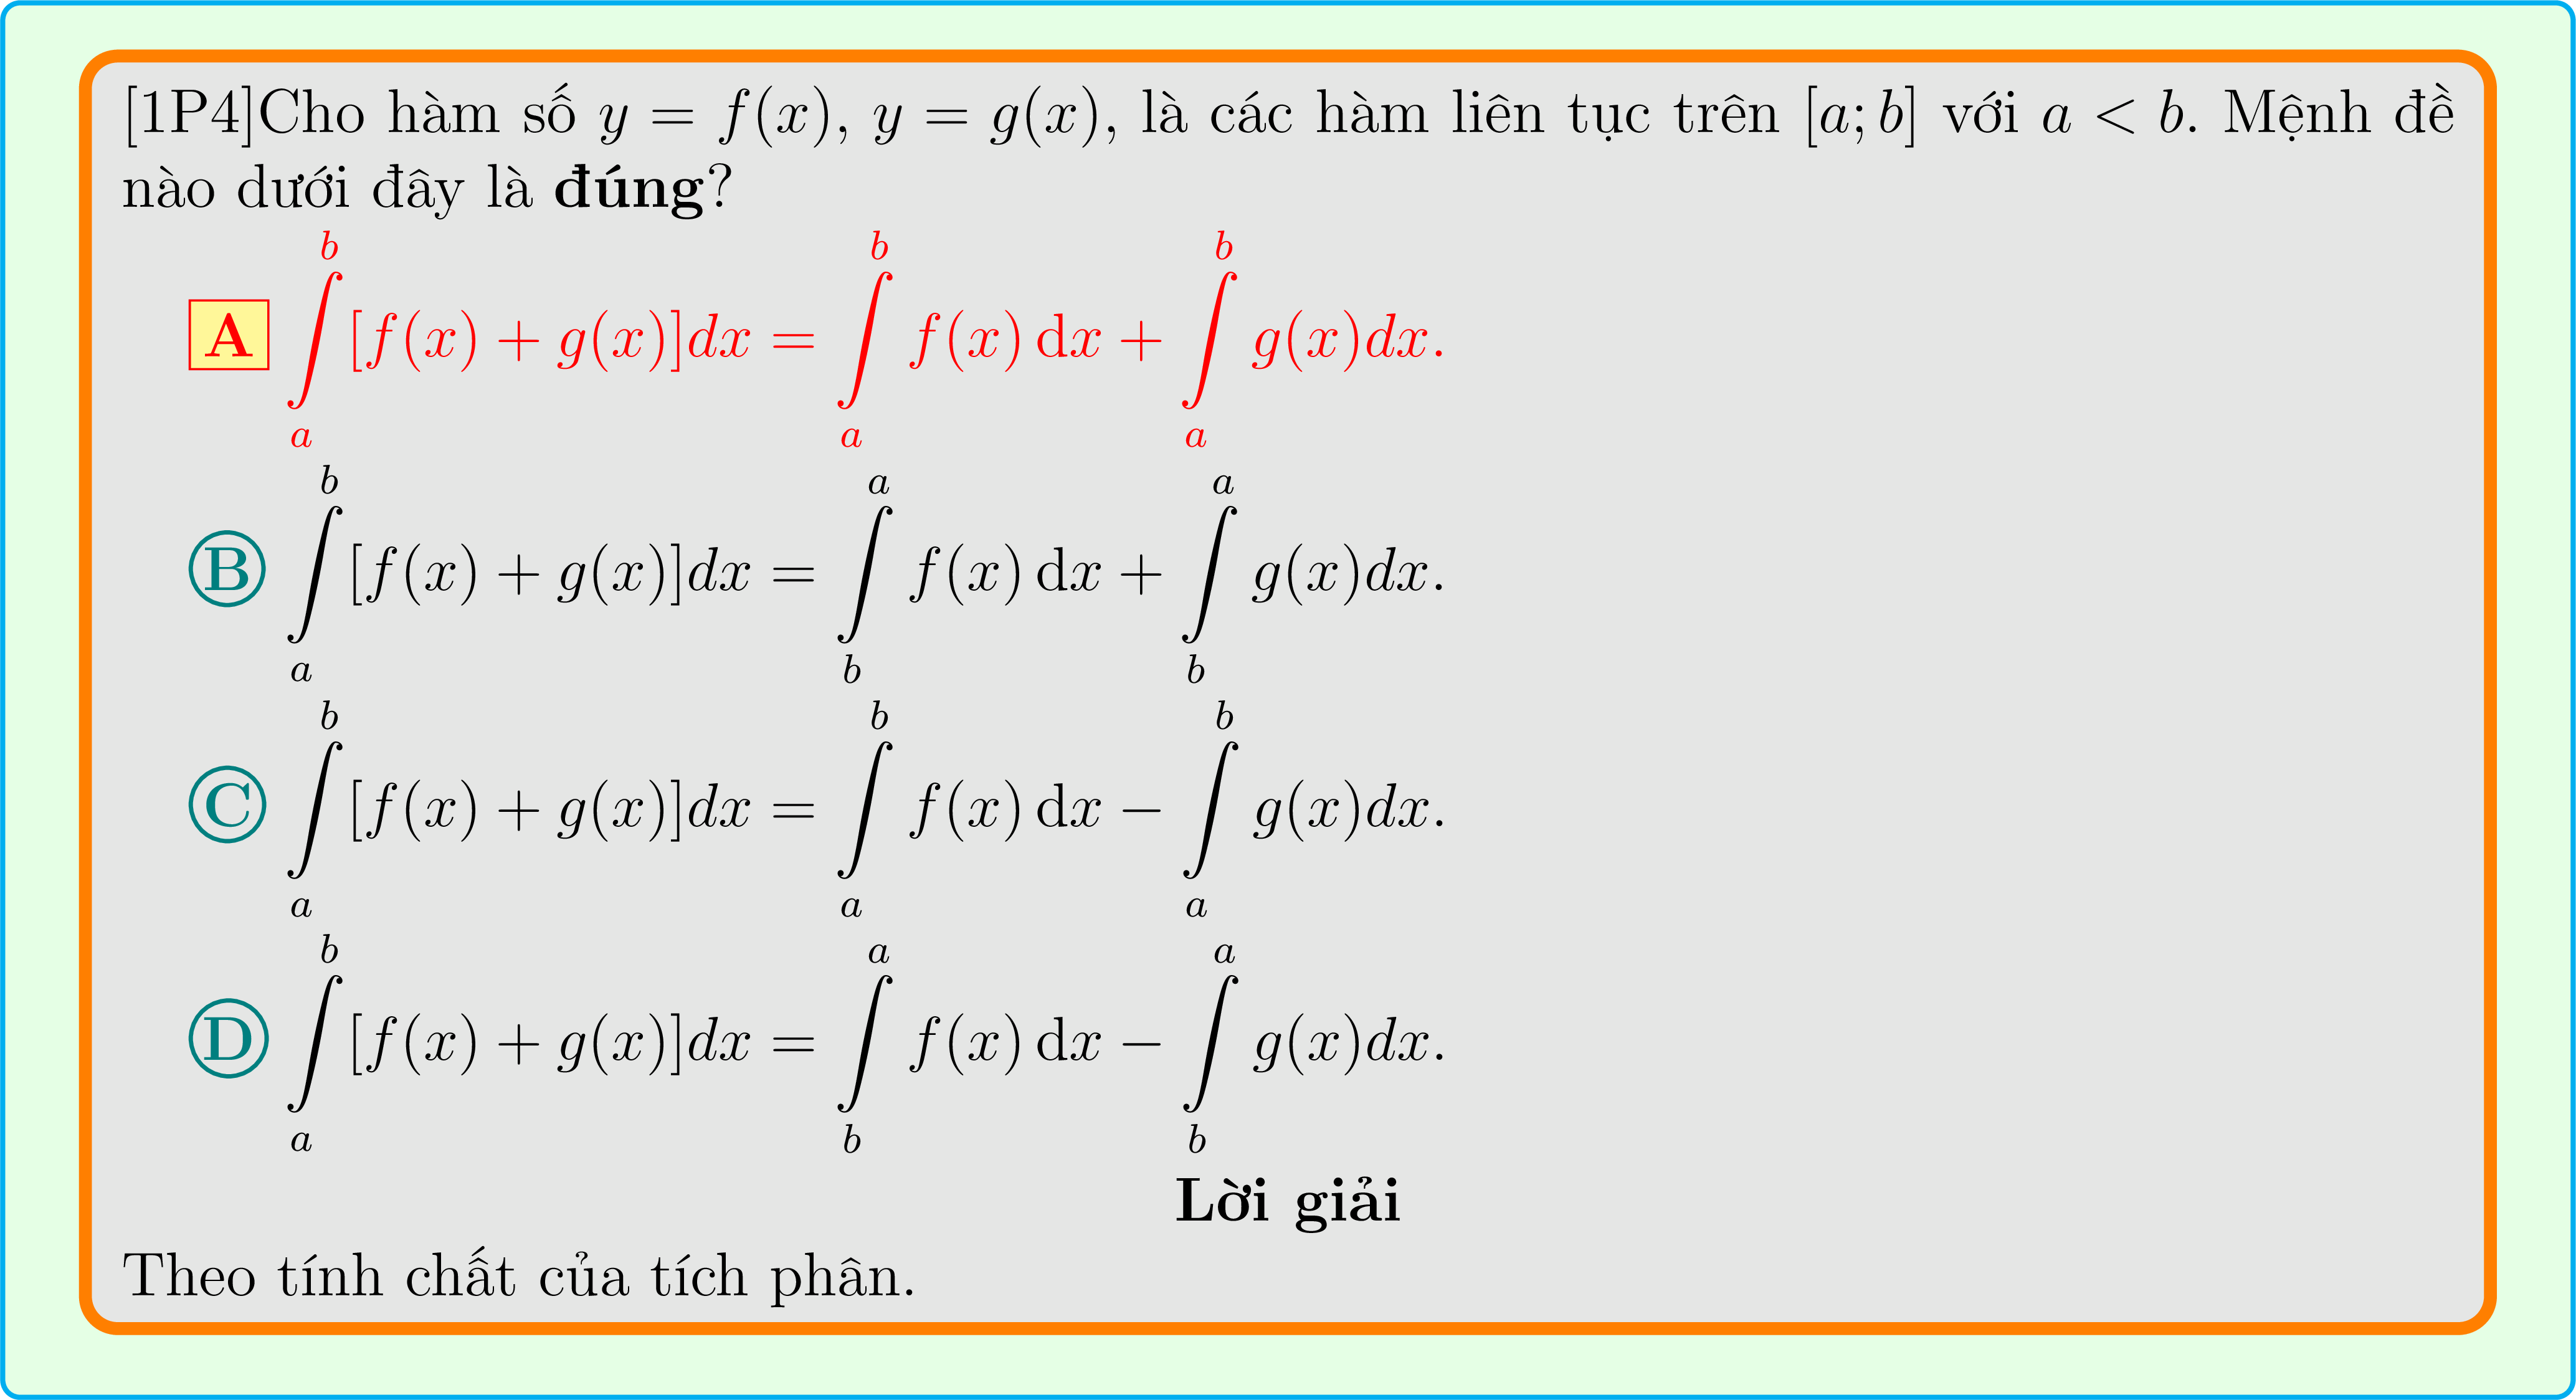 [1P4]Cho hàm số $y = f(x)$, $y = g(x)$, là các hàm liên tục trên $[a; b]$ với $a < b$. Mệnh đề
nào dưới đây là đúng?
A $\int\limits_a^b [f(x) + g(x)]dx = \int\limits_a^b f(x)\,\mathrm{d}x + \int\limits_a^b g(x)dx.$
B $\int\limits_a^b [f(x) + g(x)]dx = \int\limits_b^a f(x)\,\mathrm{d}x + \int\limits_b^a g(x)dx.$
C $\int\limits_a^b [f(x) + g(x)]dx = \int\limits_a^b f(x)\,\mathrm{d}x - \int\limits_a^b g(x)dx.$
D $\int\limits_a^b [f(x) + g(x)]dx = \int\limits_b^a f(x)\,\mathrm{d}x - \int\limits_b^a g(x)dx.$
Lời giải
Theo tính chất của tích phân.